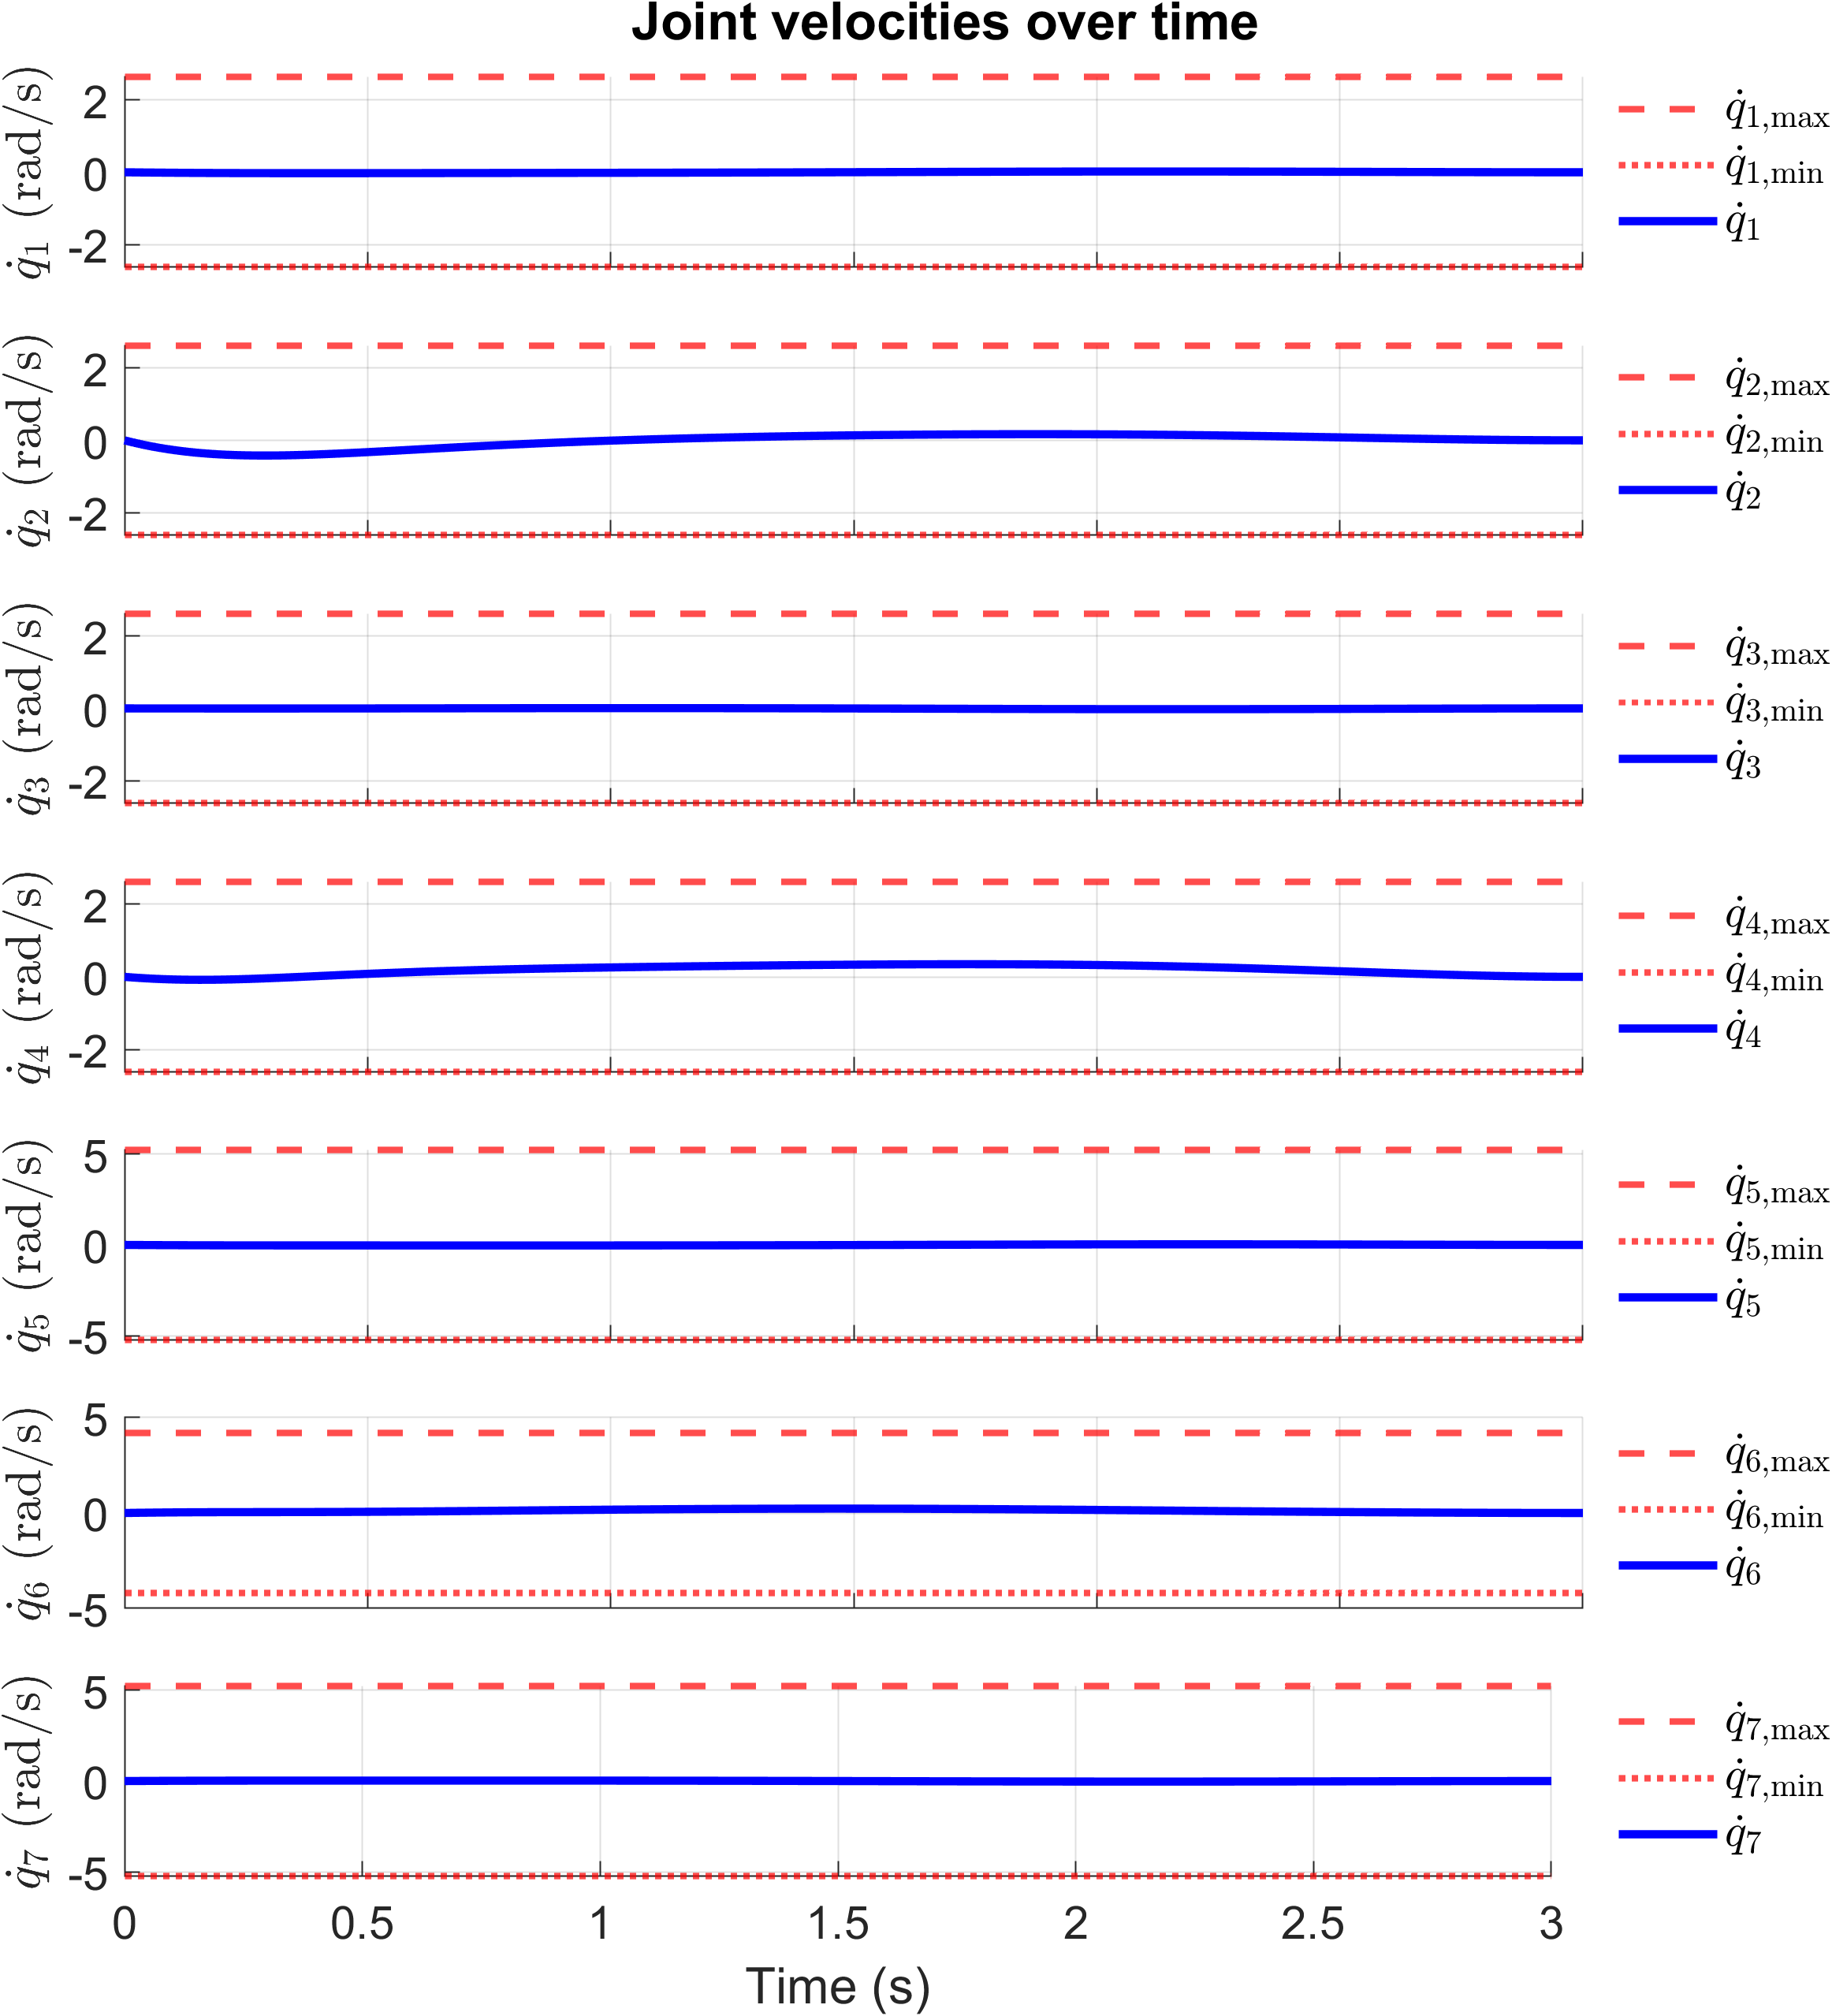 Joint velocities over time
q̇₁ (rad/s)
2
0
-2
q̇₁,max
q̇₁,min
q̇₁
q̇₂ (rad/s)
2
0
-2
q̇₂,max
q̇₂,min
q̇₂
q̇₃ (rad/s)
2
0
-2
q̇₃,max
q̇₃,min
q̇₃
q̇₄ (rad/s)
2
0
-2
q̇₄,max
q̇₄,min
q̇₄
q̇₅ (rad/s)
5
0
-5
q̇₅,max
q̇₅,min
q̇₅
q̇₆ (rad/s)
5
0
-5
q̇₆,max
q̇₆,min
q̇₆
q̇₇ (rad/s)
5
0
-5
q̇₇,max
q̇₇,min
q̇₇
0 0.5 1 1.5 2 2.5 3
Time (s)